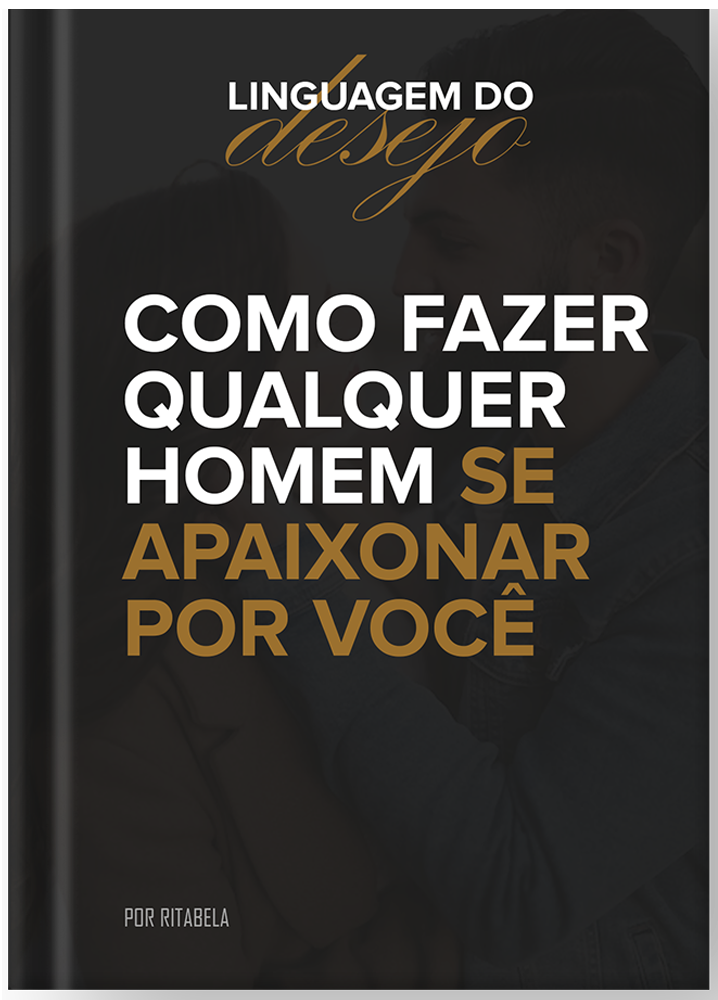 LINGUAGEM DO
desejo
COMO FAZER
QUALQUER
HOMEM SE
APAIXONAR
POR VOCÊ
POR RITABELA